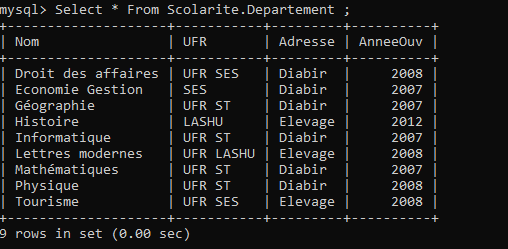 mysql> Select * From Scolarite.Departement ;
+--------------------+-----------+---------+----------+
| Nom                | UFR       | Adresse | AnneeOuv |
+--------------------+-----------+---------+----------+
| Droit des affaires | UFR SES   | Diabir  |     2008 |
| Economie Gestion   | SES       | Diabir  |     2007 |
| Géographie         | UFR ST    | Diabir  |     2007 |
| Histoire           | LASHU     | Elevage |     2012 |
| Informatique       | UFR ST    | Diabir  |     2007 |
| Lettres modernes   | UFR LASHU | Elevage |     2008 |
| Mathématiques      | UFR ST    | Diabir  |     2007 |
| Physique           | UFR ST    | Diabir  |     2008 |
| Tourisme           | UFR SES   | Elevage |     2008 |
+--------------------+-----------+---------+----------+
9 rows in set (0.00 sec)